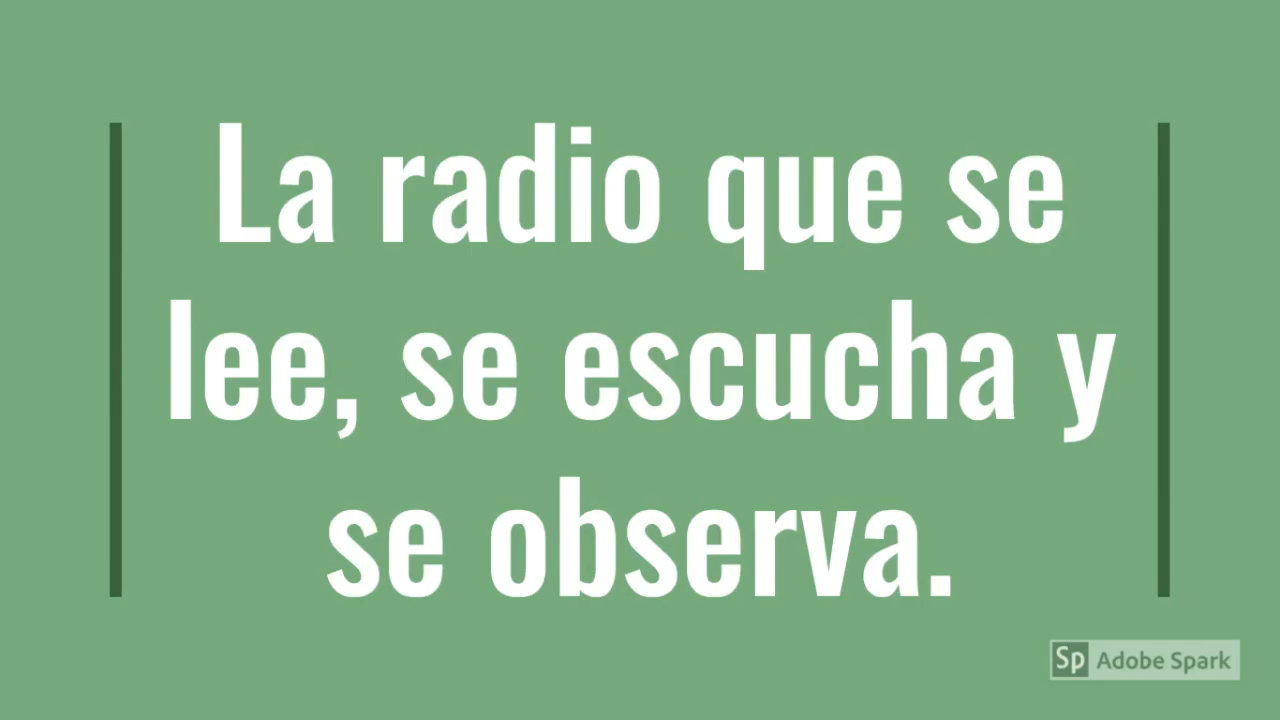 La radio que se
lee, se escucha y
se observa.
Sp Adobe Spark